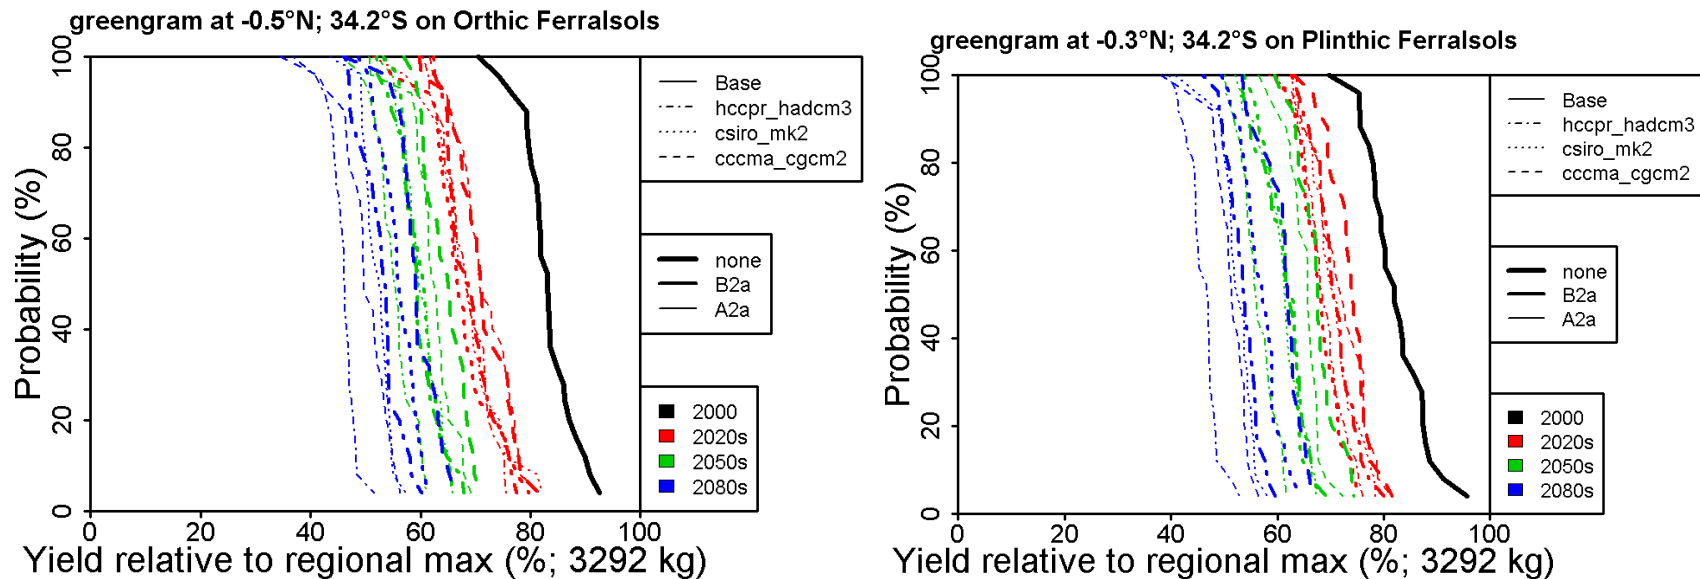 greengram at -0.5°N; 34.2°S on Orthic Ferralsols
Probability (%)
100
80
60
40
20
0
0 20 40 60 80 100
Yield relative to regional max (%; 3292 kg)
Base
hccpr_hadcm3
csiro_mk2
cccma_cgcm2
none
B2a
A2a
2000
2020s
2050s
2080s
greengram at -0.3°N; 34.2°S on Plinthic Ferralsols
Probability (%)
100
80
60
40
20
0
0 20 40 60 80 100
Yield relative to regional max (%; 3292 kg)
Base
hccpr_hadcm3
csiro_mk2
cccma_cgcm2
none
B2a
A2a
2000
2020s
2050s
2080s